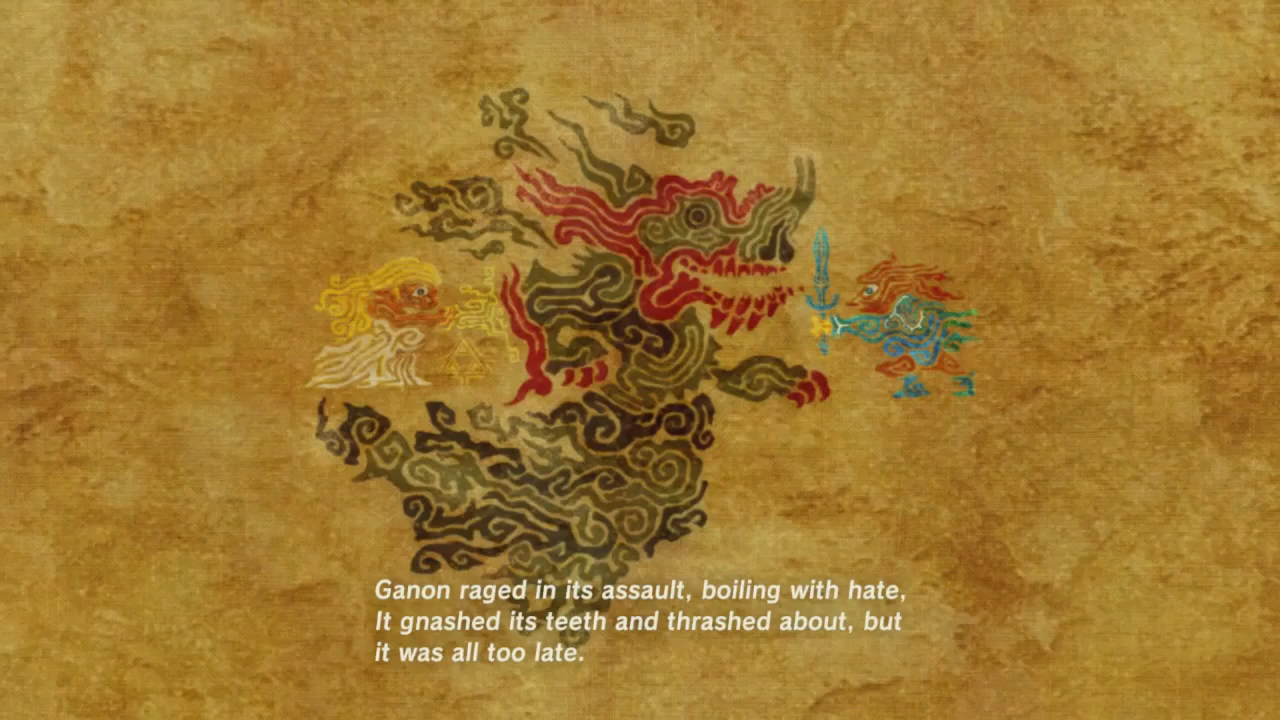 Ganon raged in its assault, boiling with hate,
It gnashed its teeth and thrashed about, but
it was all too late.